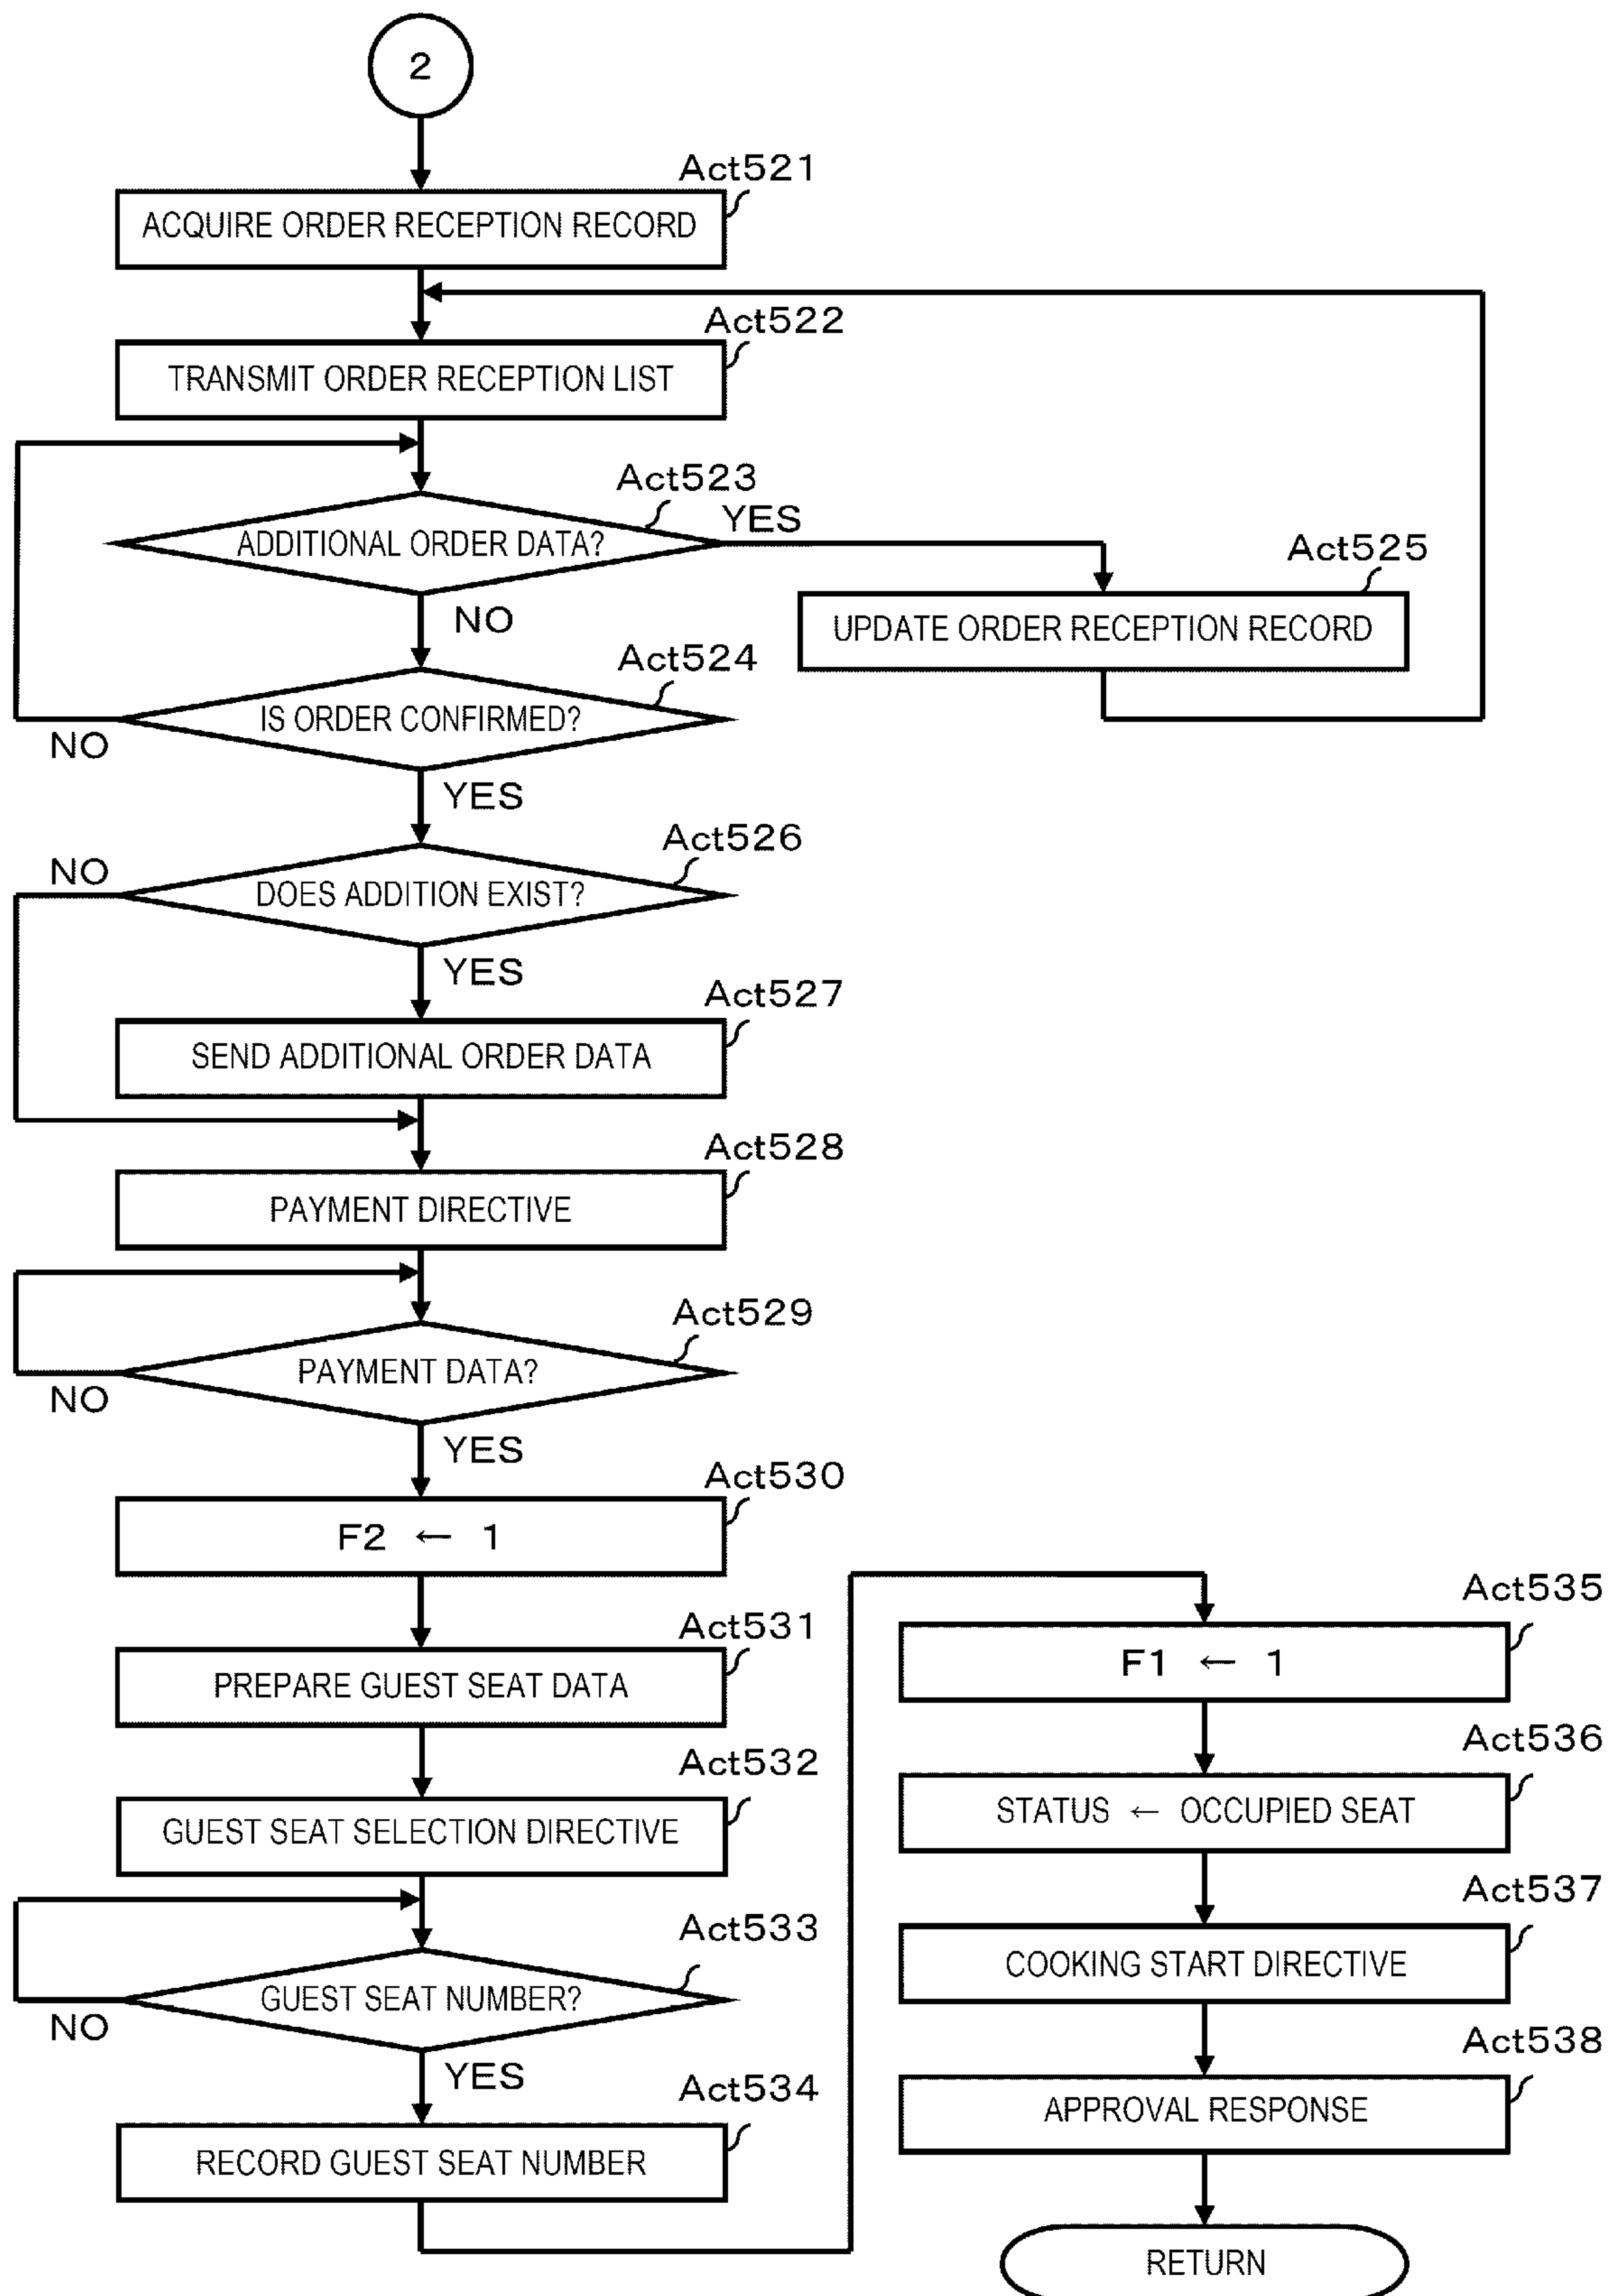 2
Act521
ACQUIRE ORDER RECEPTION RECORD
Act522
TRANSMIT ORDER RECEPTION LIST
Act523
ADDITIONAL ORDER DATA?
YES
NO
Act525
UPDATE ORDER RECEPTION RECORD
Act524
IS ORDER CONFIRMED?
NO
YES
Act526
DOES ADDITION EXIST?
NO
YES
Act527
SEND ADDITIONAL ORDER DATA
Act528
PAYMENT DIRECTIVE
Act529
PAYMENT DATA?
NO
YES
Act530
F2 ← 1
Act531
PREPARE GUEST SEAT DATA
Act532
GUEST SEAT SELECTION DIRECTIVE
Act533
GUEST SEAT NUMBER?
NO
YES
Act534
RECORD GUEST SEAT NUMBER
Act535
F1 ← 1
Act536
STATUS ← OCCUPIED SEAT
Act537
COOKING START DIRECTIVE
Act538
APPROVAL RESPONSE
RETURN